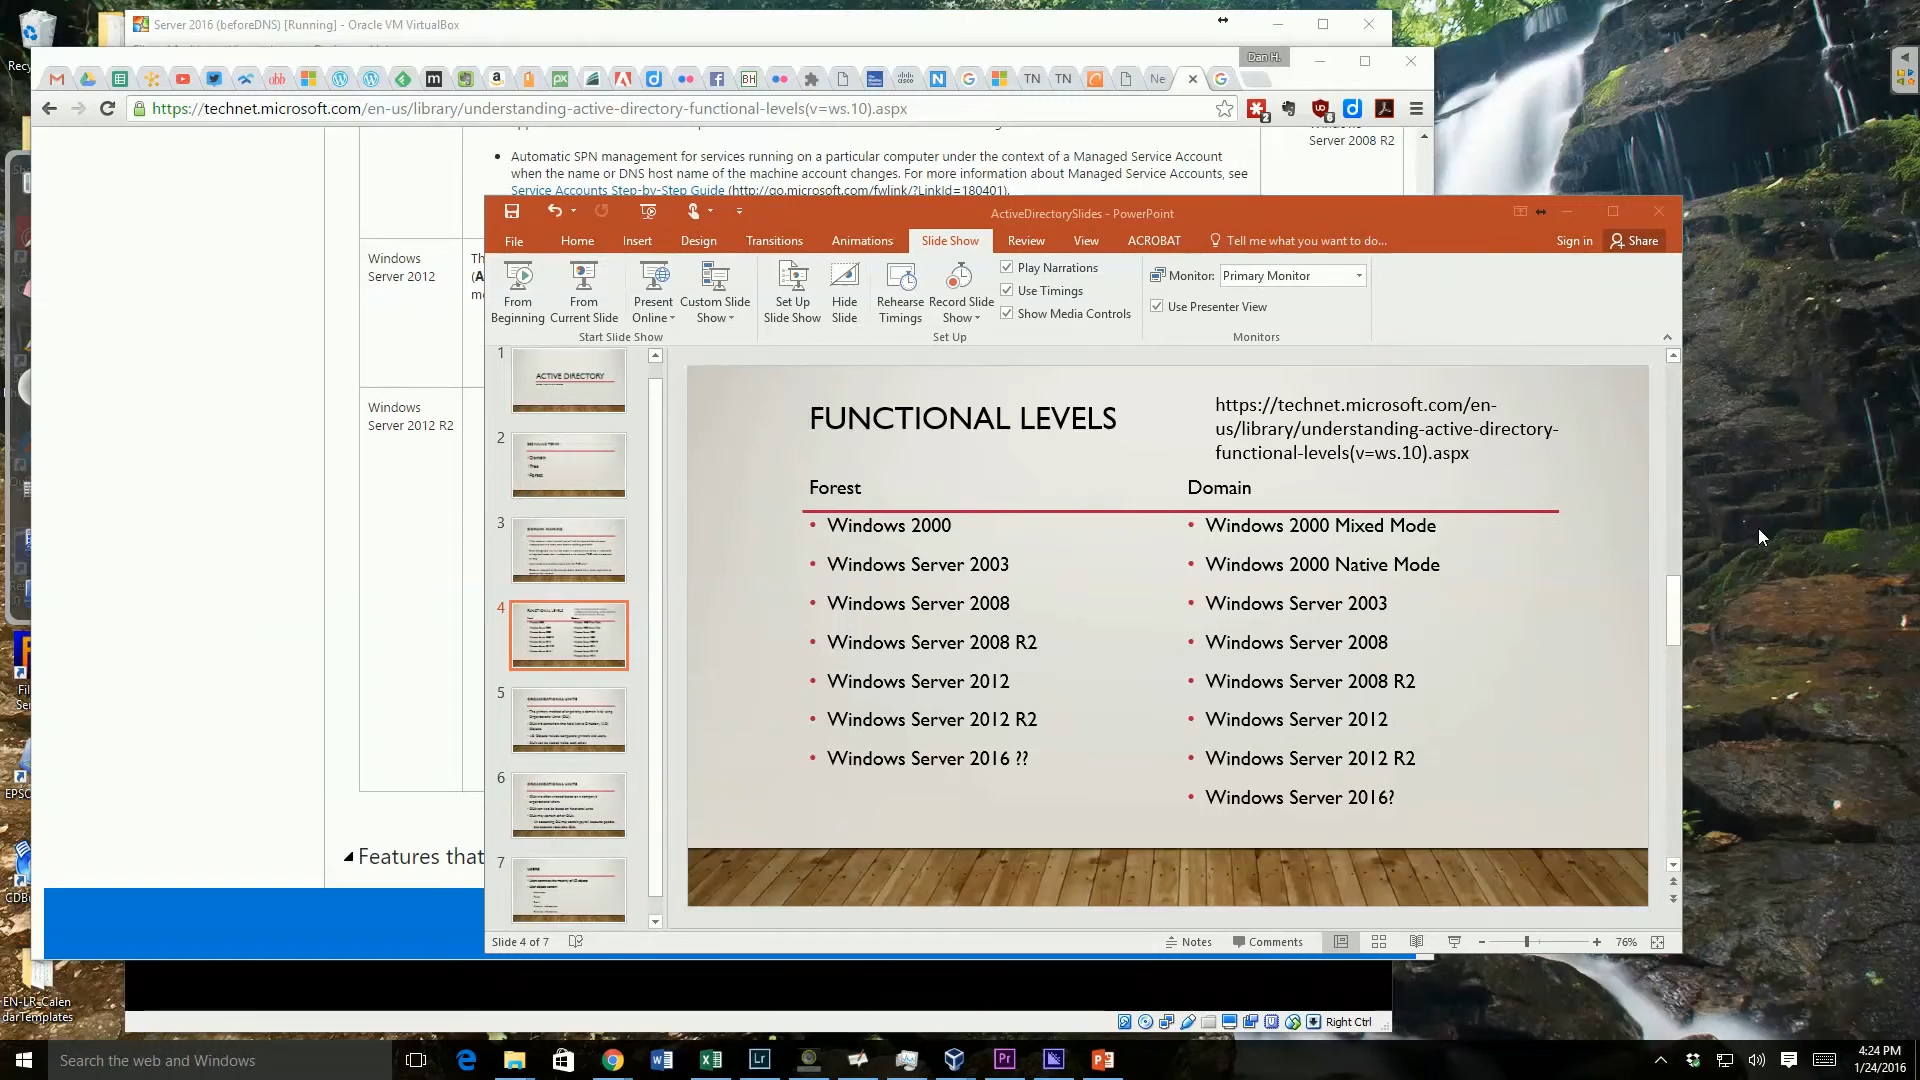 Server 2016 (beforeDNS) [Running] - Oracle VM VirtualBox
Dan H.
https://technet.microsoft.com/en-us/library/understanding-active-directory-functional-levels(v=ws.10).aspx
Server 2008 R2
• Automatic SPN management for services running on a particular computer under the context of a Managed Service Account
when the name or DNS host name of the machine account changes. For more information about Managed Service Accounts, see
Service Accounts Step-by-Step Guide (http://go.microsoft.com/fwlink/?LinkId=180401).
Windows
Server 2012
Windows
Server 2012 R2
Features that
ActiveDirectorySlides - PowerPoint
File Home Insert Design Transitions Animations Slide Show Review View ACROBAT Tell me what you want to do... Sign in Share
From
Beginning
From
Current Slide
Present
Online
Custom Slide
Show
Start Slide Show
Set Up
Slide Show
Hide
Slide
Rehearse
Timings
Record Slide
Show
Play Narrations
Use Timings
Show Media Controls
Set Up
Monitor: Primary Monitor
Use Presenter View
Monitors
1
ACTIVE DIRECTORY
2
3
4
5
6
7
FUNCTIONAL LEVELS
https://technet.microsoft.com/en-
us/library/understanding-active-directory-
functional-levels(v=ws.10).aspx
Forest
• Windows 2000
• Windows Server 2003
• Windows Server 2008
• Windows Server 2008 R2
• Windows Server 2012
• Windows Server 2012 R2
• Windows Server 2016 ??
Domain
• Windows 2000 Mixed Mode
• Windows 2000 Native Mode
• Windows Server 2003
• Windows Server 2008
• Windows Server 2008 R2
• Windows Server 2012
• Windows Server 2012 R2
• Windows Server 2016?
Slide 4 of 7
Notes Comments 76%
EN-LR_Calen
darTemplates
Right Ctrl
Search the web and Windows
4:24 PM
1/24/2016